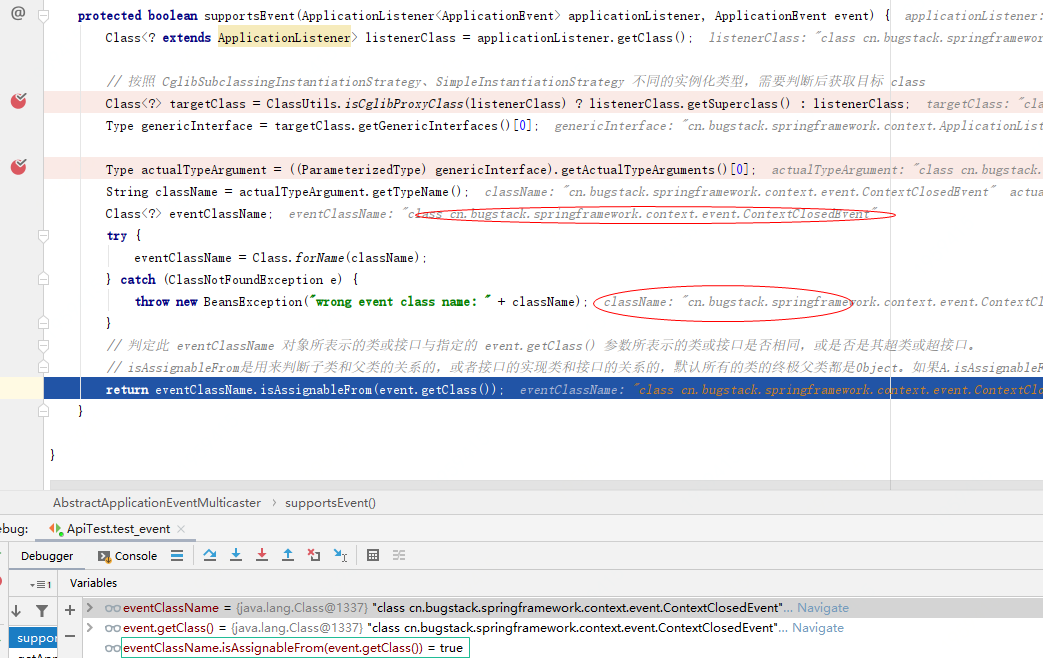 @ protected boolean supportsEvent(ApplicationListener<ApplicationEvent> applicationListener, ApplicationEvent event) { applicationListener:
Class<? extends ApplicationListener> listenerClass = applicationListener.getClass(); listenerClass: "class cn.bugstack.springframewor
// 按照 CglibSubclassingInstantiationStrategy、SimpleInstantiationStrategy 不同的实例化类型，需要判断后获取目标 class
Class<?> targetClass = ClassUtils.isCglibProxyClass(listenerClass) ? listenerClass.getSuperclass() : listenerClass; targetClass: "cla
Type genericInterface = targetClass.getGenericInterfaces()[0]; genericInterface: "cn.bugstack.springframework.context.ApplicationList
Type actualTypeArgument = ((ParameterizedType) genericInterface).getActualTypeArguments()[0]; actualTypeArgument: "class cn.bugstack.
String className = actualTypeArgument.getTypeName(); className: "cn.bugstack.springframework.context.event.ContextClosedEvent" actua
Class<?> eventClassName; eventClassName: "class cn.bugstack.springframework.context.event.ContextClosedEvent"
try {
eventClassName = Class.forName(className);
} catch (ClassNotFoundException e) {
throw new BeansException("wrong event class name: " + className); className: "cn.bugstack.springframework.context.event.ContextCl
}
// 判定此 eventClassName 对象所表示的类或接口与指定的 event.getClass() 参数所表示的类或接口是否相同，或是否是其超类或超接口。
// isAssignableFrom是用来判断子类和父类的关系的，或者接口的实现类和接口的关系的，默认所有的类的终极父类都是Object。如果A.isAssignableF
return eventClassName.isAssignableFrom(event.getClass()); eventClassName: "class cn.bugstack.springframework.context.event.ContextClo
}
}
AbstractApplicationEventMulticaster › supportsEvent()
ebug: ApiTest.test_event ×
Debugger Console
1 Variables
eventClassName = {java.lang.Class@1337} "class cn.bugstack.springframework.context.event.ContextClosedEvent"... Navigate
event.getClass() = {java.lang.Class@1337} "class cn.bugstack.springframework.context.event.ContextClosedEvent"... Navigate
suppor
eventClassName.isAssignableFrom(event.getClass()) = true